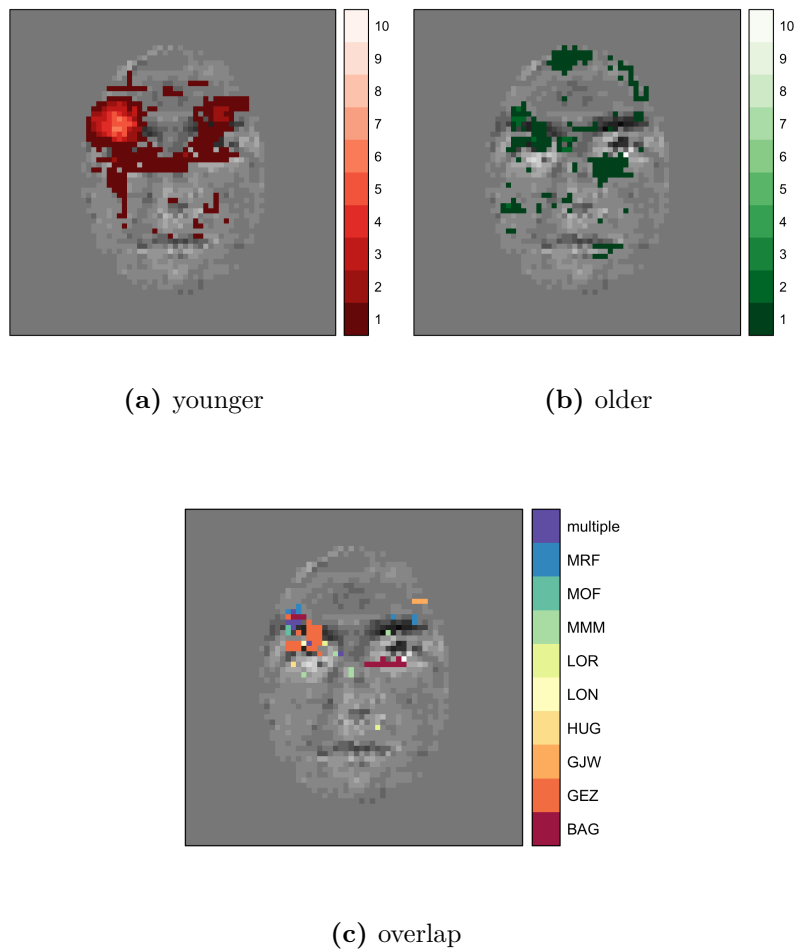 10
9
8
7
6
5
4
3
2
1
10
9
8
7
6
5
4
3
2
1
(a) younger
(b) older
multiple
MRF
MOF
MMM
LOR
LON
HUG
GJW
GEZ
BAG
(c) overlap